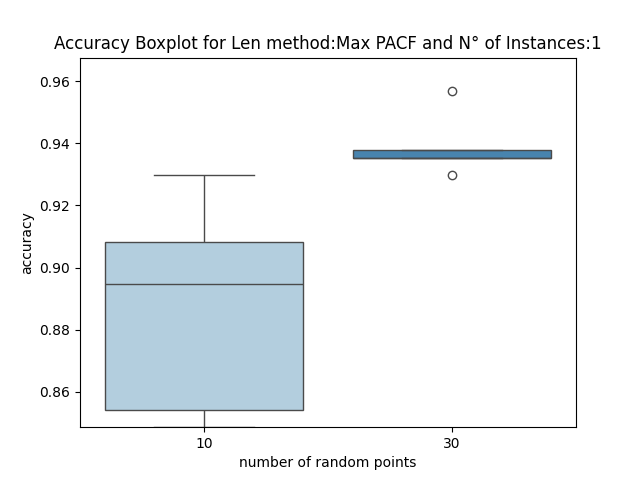 Accuracy Boxplot for Len method:Max PACF and N° of Instances:1
0.96
0.94
0.92
0.90
0.88
0.86
accuracy
10
30
number of random points